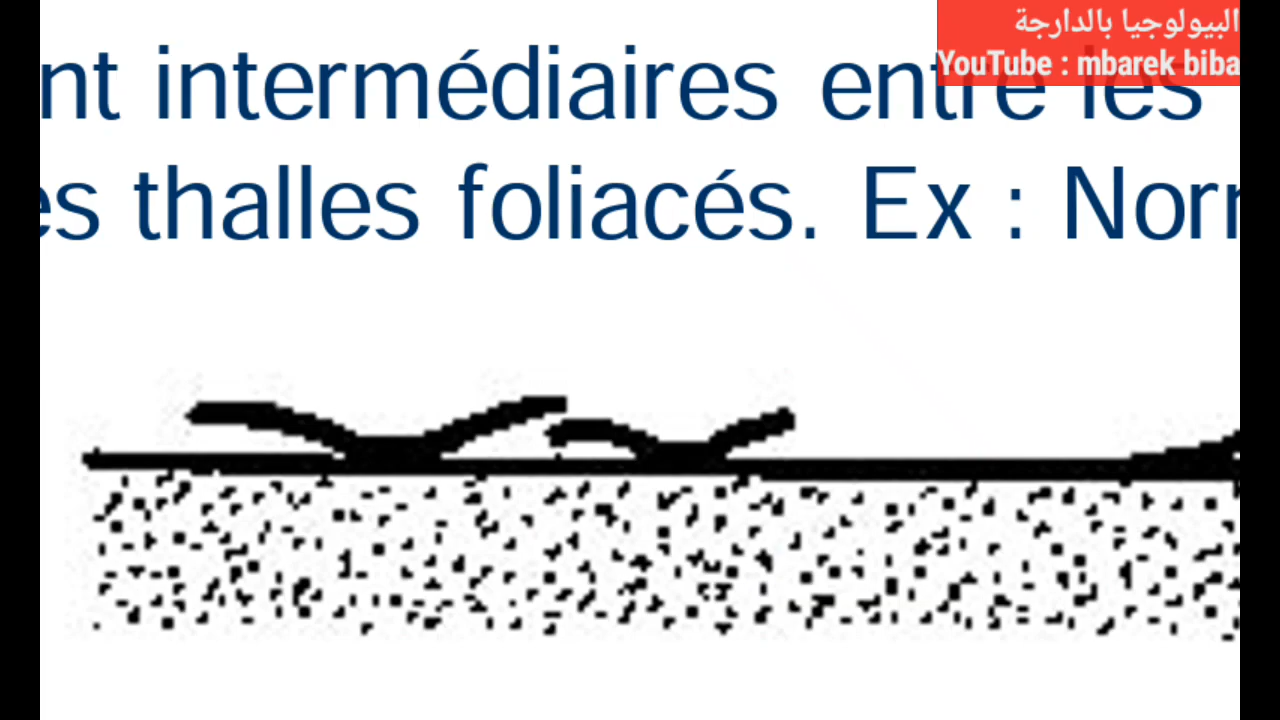 البيولوجيا بالدارجة
YouTube : mbarek biba
nt intermédiaires entre les
es thalles foliacés. Ex : Nor